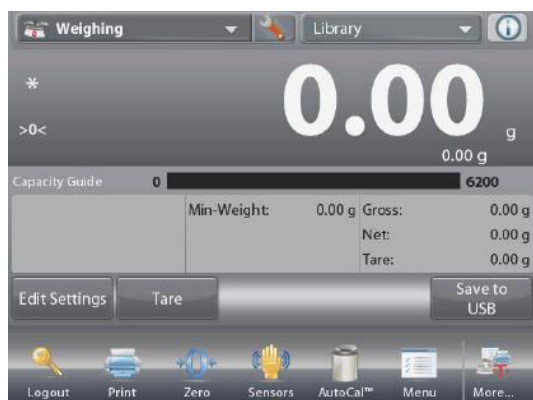 Weighing
Library
*
0.00 g
>0<
0.00 g
Capacity Guide 0 6200
Min-Weight: 0.00 g Gross: 0.00 g
Net: 0.00 g
Tare: 0.00 g
Edit Settings Tare Save to USB
Logout Print Zero Sensors AutoCal™ Menu More...